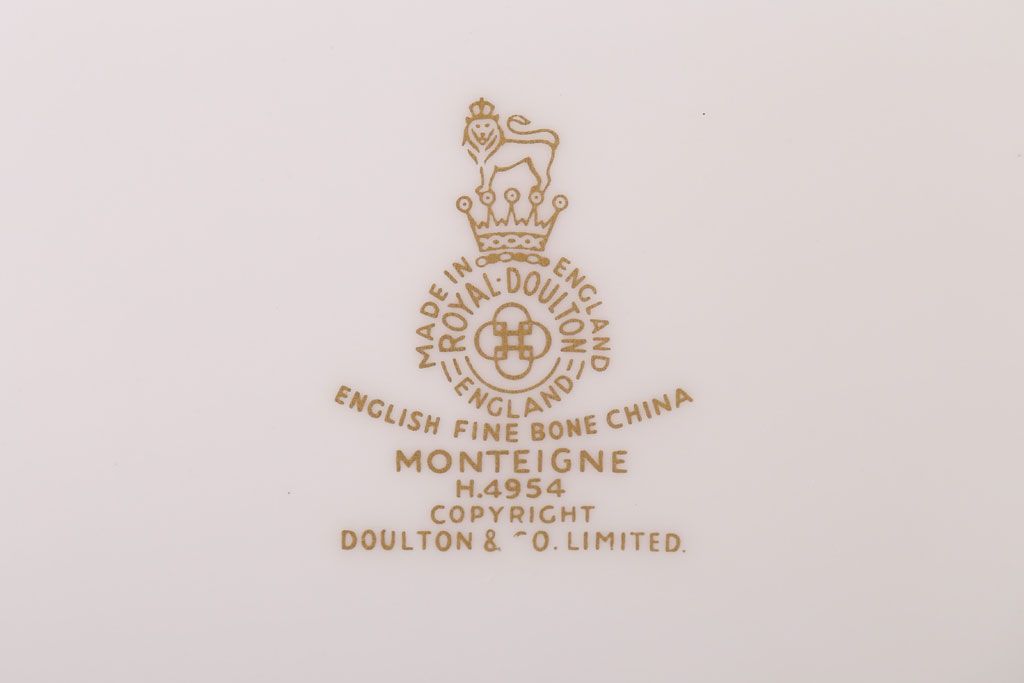 MADE IN ENGLAND
ROYAL·DOULTON
ENGLAND
ENGLISH FINE BONE CHINA
MONTEIGNE
H.4954
COPYRIGHT
DOULTON & CO. LIMITED.